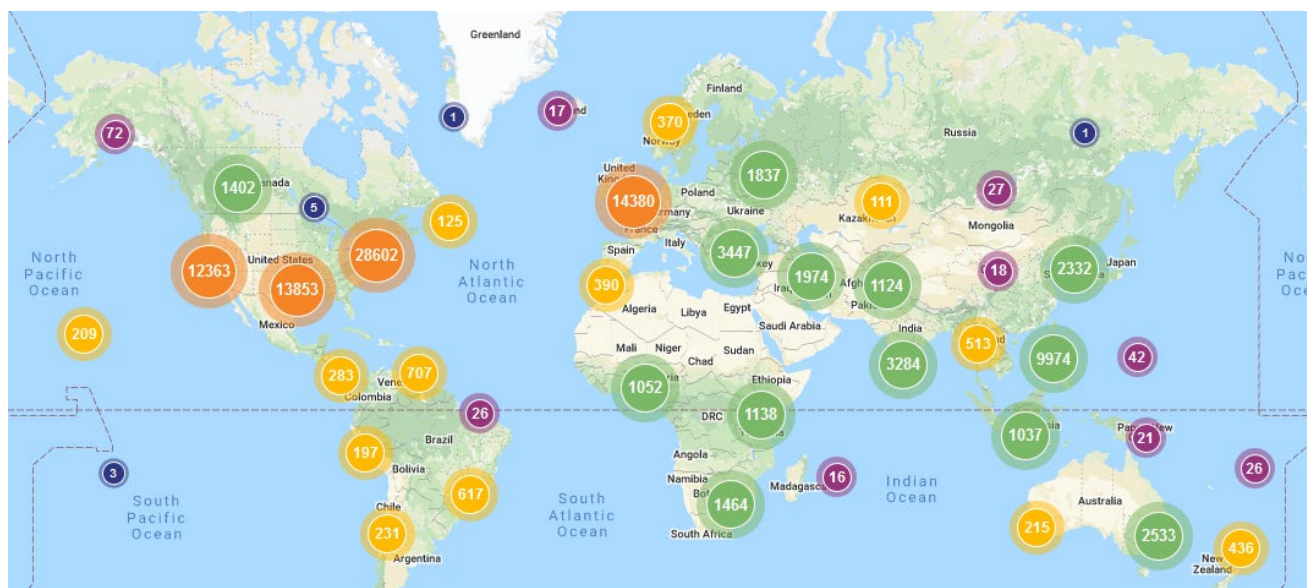 Greenland
Finland
Russia
Norway
United
Poland
Ukraine
Kazakhstan
Mongolia
Canada
France
Spain
Italy
Japan
North
Pacific
Ocean
United States
North
Atlantic
Ocean
Mexico
Algeria
Libya
Egypt
Saudi Arabia
India
Mali
Niger
Chad
Sudan
Ethiopia
Colombia
DRC
Brazil
Angola
Bolivia
Namibia
Madagascar
Indian
Ocean
South
Pacific
Ocean
Chile
South
Atlantic
Ocean
Australia
South Africa
Argentina
New
Zealand
1
17
370
72
1
1402
5
125
14380
1837
111
27
12363
13853
28602
390
3447
1974
1124
18
2332
209
283
707
1052
3284
513
9974
42
26
1138
1037
21
3
197
617
231
1464
16
26
215
2533
436